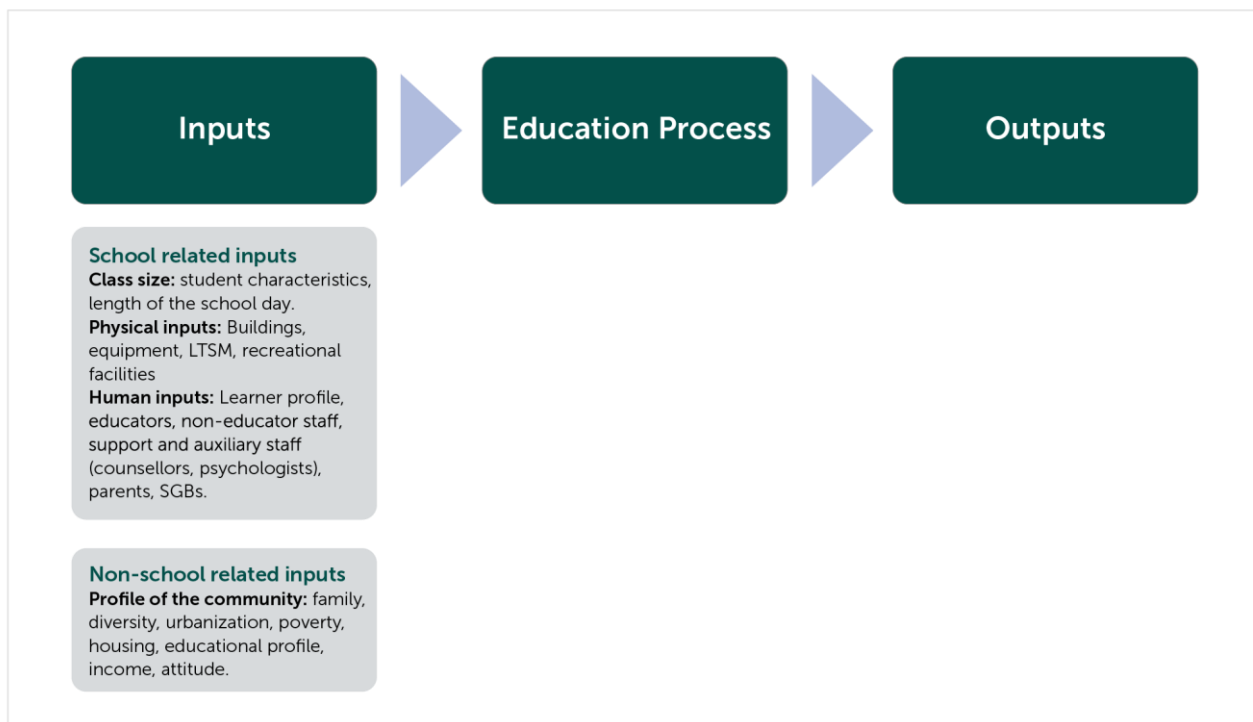 Inputs
Education Process
Outputs
School related inputs
Class size: student characteristics,
length of the school day.
Physical inputs: Buildings,
equipment, LTSM, recreational
facilities
Human inputs: Learner profile,
educators, non-educator staff,
support and auxiliary staff
(counsellors, psychologists),
parents, SGBs.
Non-school related inputs
Profile of the community: family,
diversity, urbanization, poverty,
housing, educational profile,
income, attitude.